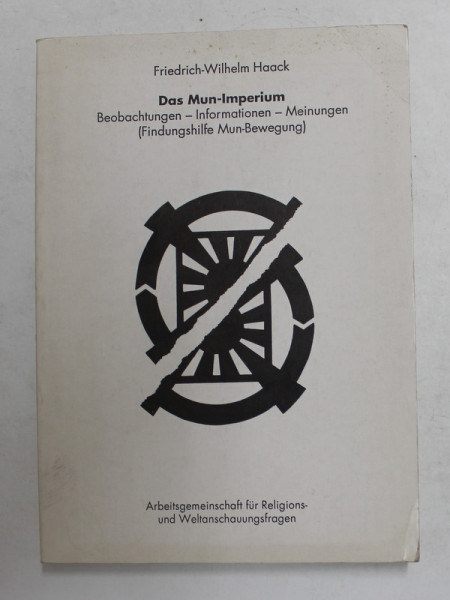 Friedrich-Wilhelm Haack
Das Mun-Imperium
Beobachtungen – Informationen – Meinungen
(Findungshilfe Mun-Bewegung)
Arbeitsgemeinschaft für Religions-
und Weltanschauungsfragen